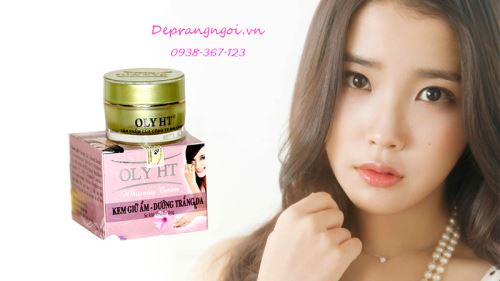 Deprangngoi.vn
0938-367-123
OLY HT
OLY HT
Whitening Cream
KEM GIỮ ẨM - DƯỠNG TRẮNG DA